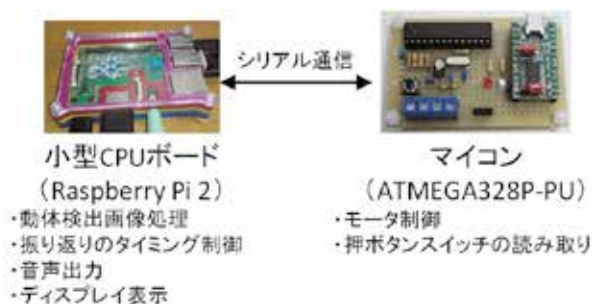 シリアル通信
小型CPUボード
（Raspberry Pi 2）
・動体検出画像処理
・振り返りのタイミング制御
・音声出力
・ディスプレイ表示
マイコン
（ATMEGA328P-PU）
・モータ制御
・押ボタンスイッチの読み取り